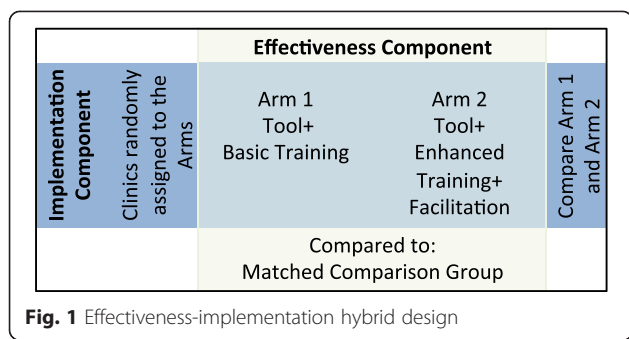 Effectiveness Component
Implementation
Component
Clinics randomly
assigned to the
Arms
Arm 1
Tool+
Basic Training
Arm 2
Tool+
Enhanced
Training+
Facilitation
Compare Arm 1
and Arm 2
Compared to:
Matched Comparison Group
Fig. 1 Effectiveness-implementation hybrid design